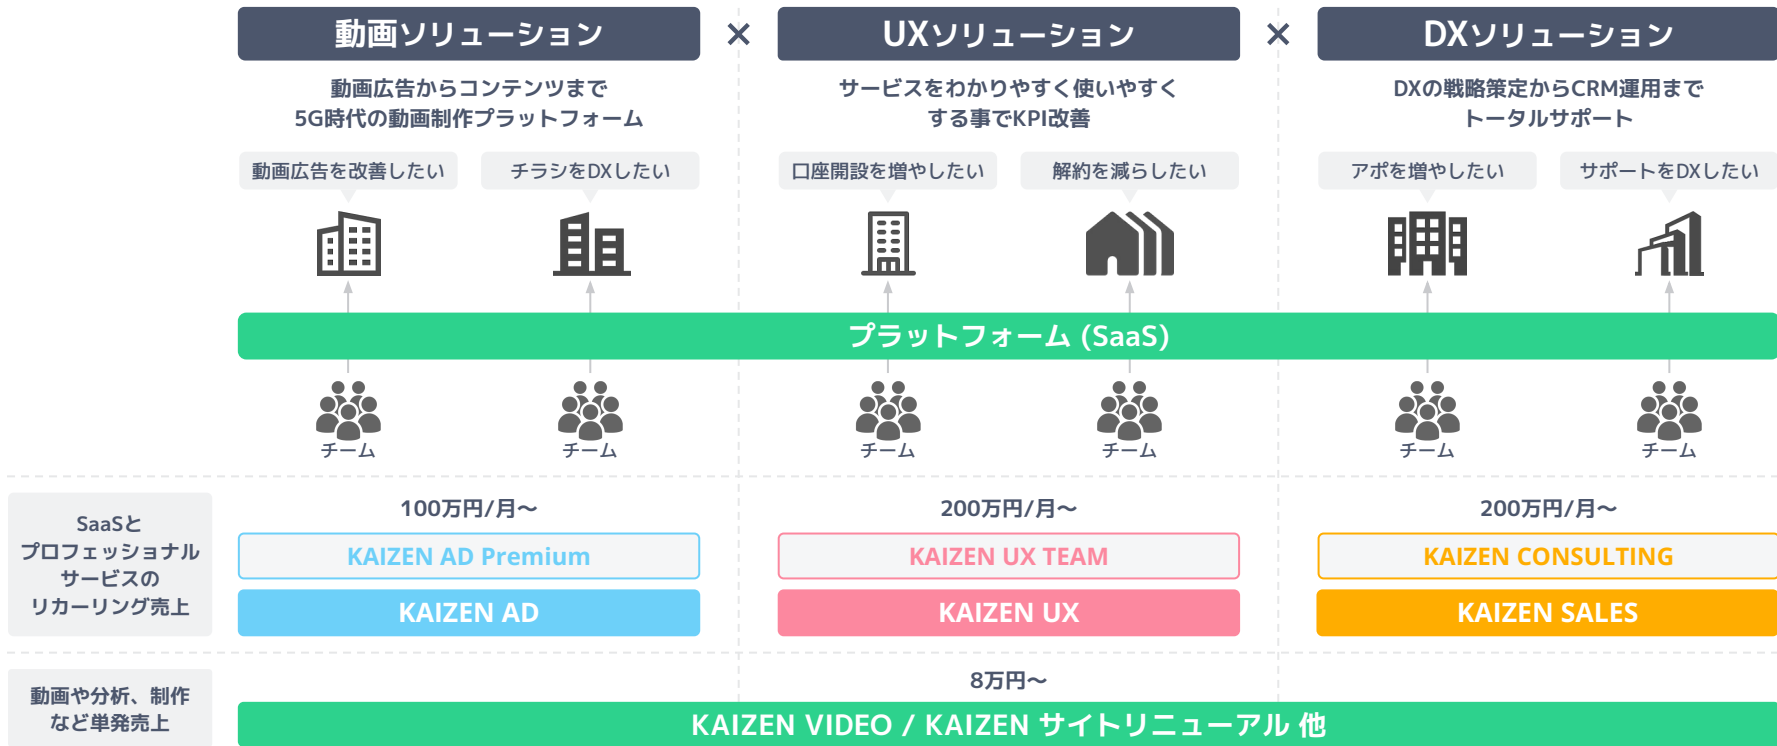 動画ソリューション × UXソリューション × DXソリューション
動画広告からコンテンツまで
5G時代の動画制作プラットフォーム
サービスをわかりやすく使いやすく
する事でKPI改善
DXの戦略策定からCRM運用まで
トータルサポート
動画広告を改善したい
チラシをDXしたい
口座開設を増やしたい
解約を減らしたい
アポを増やしたい
サポートをDXしたい
プラットフォーム (SaaS)
チーム
チーム
チーム
チーム
チーム
チーム
SaaSと
プロフェッショナル
サービスの
リカーリング売上
100万円/月〜
KAIZEN AD Premium
KAIZEN AD
200万円/月〜
KAIZEN UX TEAM
KAIZEN UX
200万円/月〜
KAIZEN CONSULTING
KAIZEN SALES
動画や分析、制作
など単発売上
8万円〜
KAIZEN VIDEO / KAIZEN サイトリニューアル 他